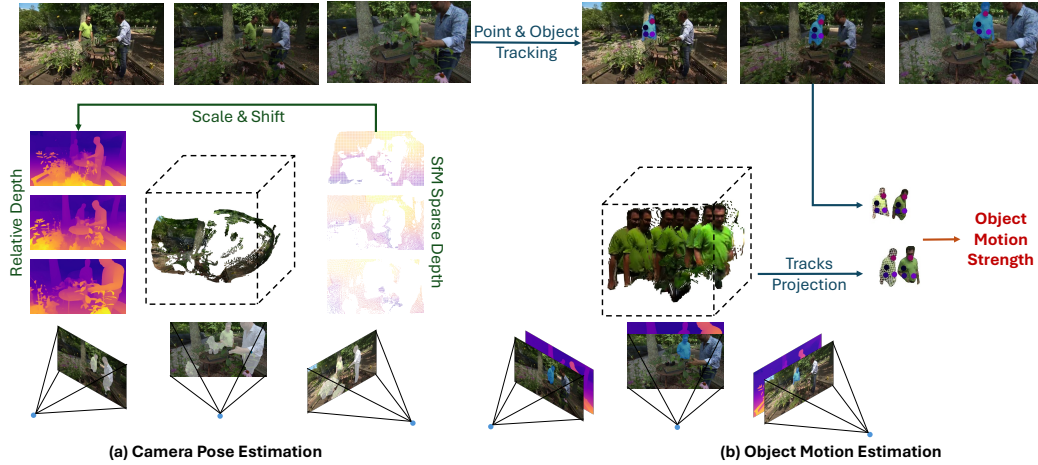 Point & Object
Tracking
Scale & Shift
Relative Depth
SfM Sparse Depth
Tracks
Projection
Object
Motion
Strength
(a) Camera Pose Estimation
(b) Object Motion Estimation